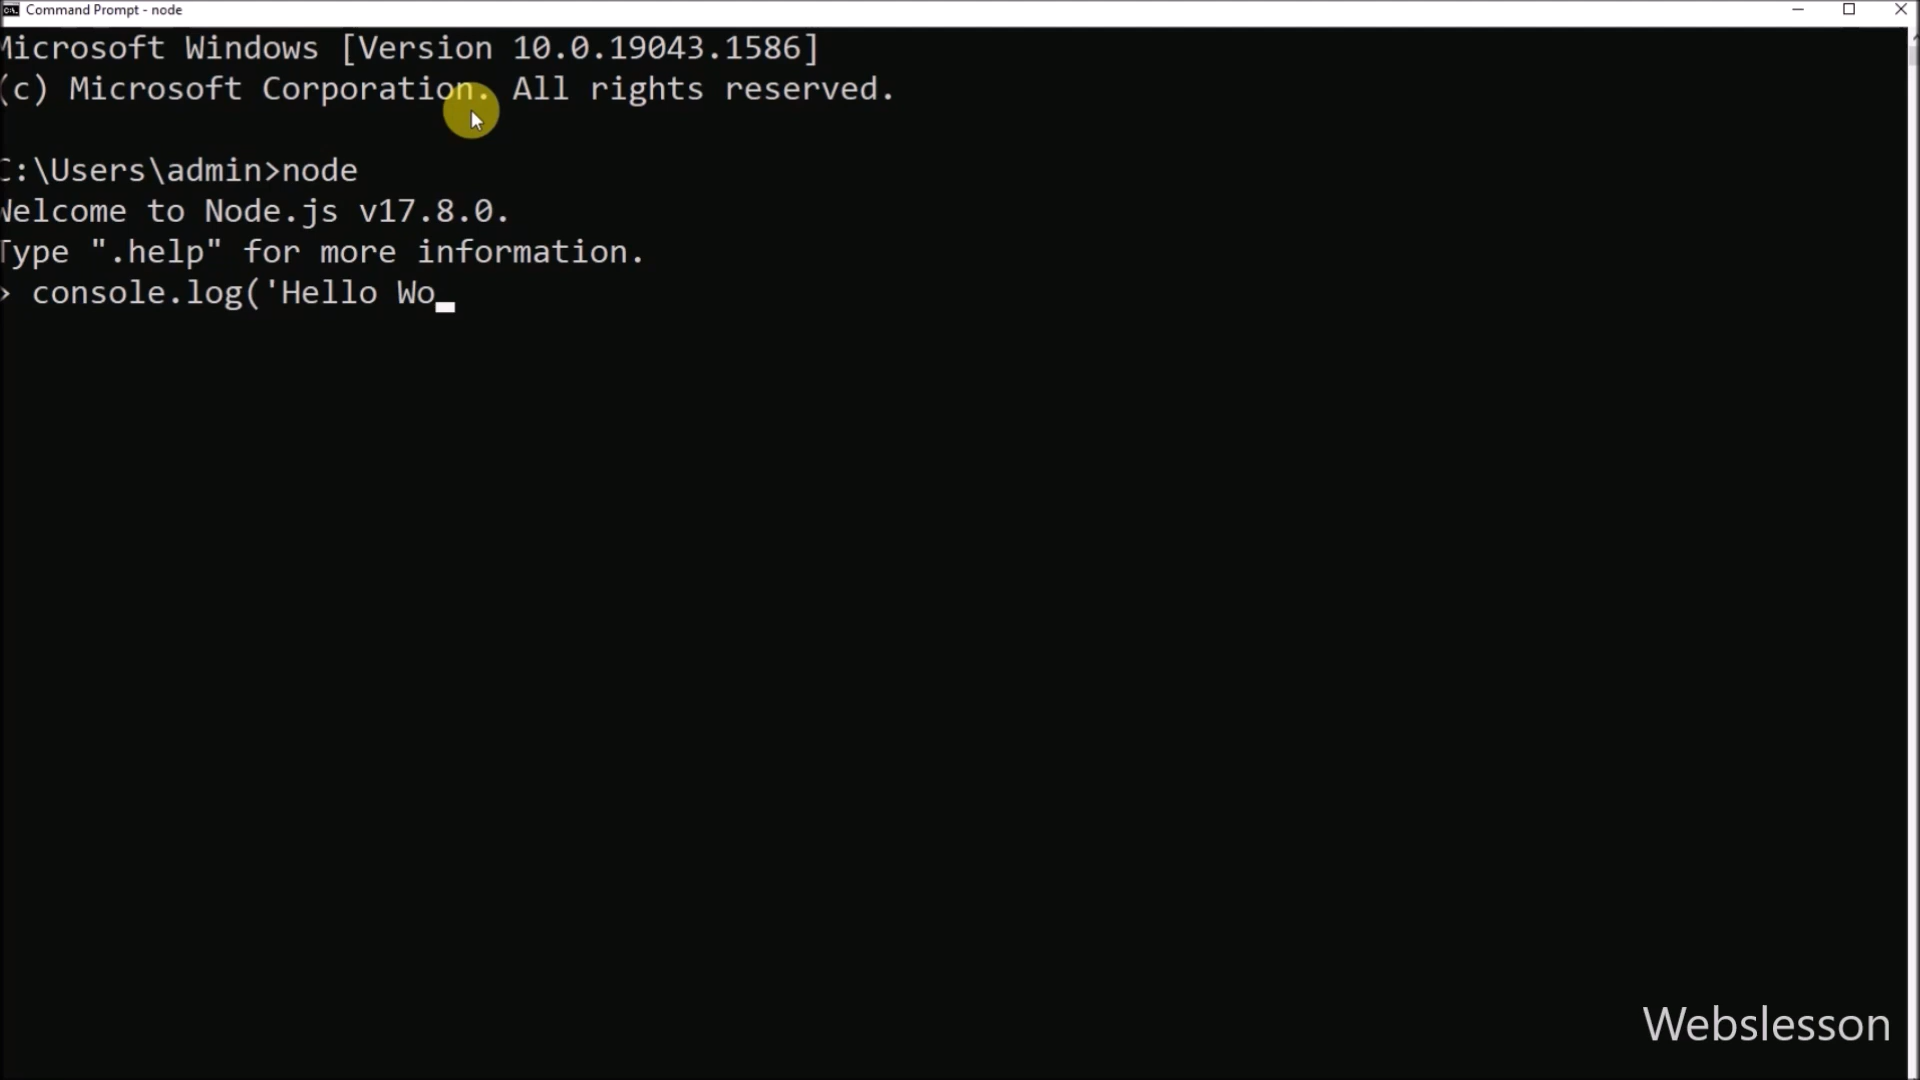 Command Prompt - node
Microsoft Windows [Version 10.0.19043.1586]
(c) Microsoft Corporation. All rights reserved.
C:\Users\admin>node
Welcome to Node.js v17.8.0.
Type ".help" for more information.
> console.log('Hello Wo_
Webslesson